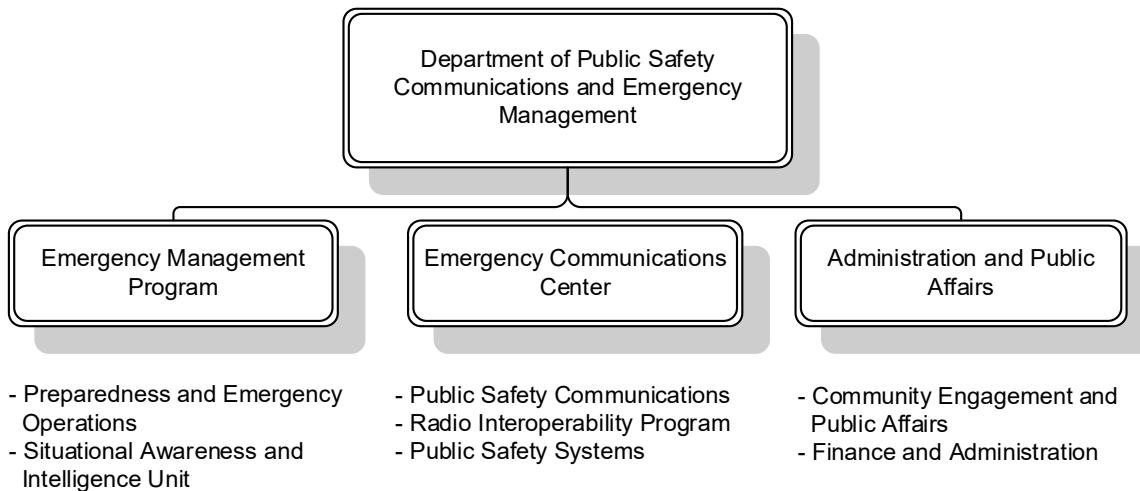 Department of Public Safety
Communications and Emergency
Management
Emergency Management
Program
Emergency Communications
Center
Administration and Public
Affairs
- Preparedness and Emergency
Operations
- Situational Awareness and
Intelligence Unit
- Public Safety Communications
- Radio Interoperability Program
- Public Safety Systems
- Community Engagement and
Public Affairs
- Finance and Administration